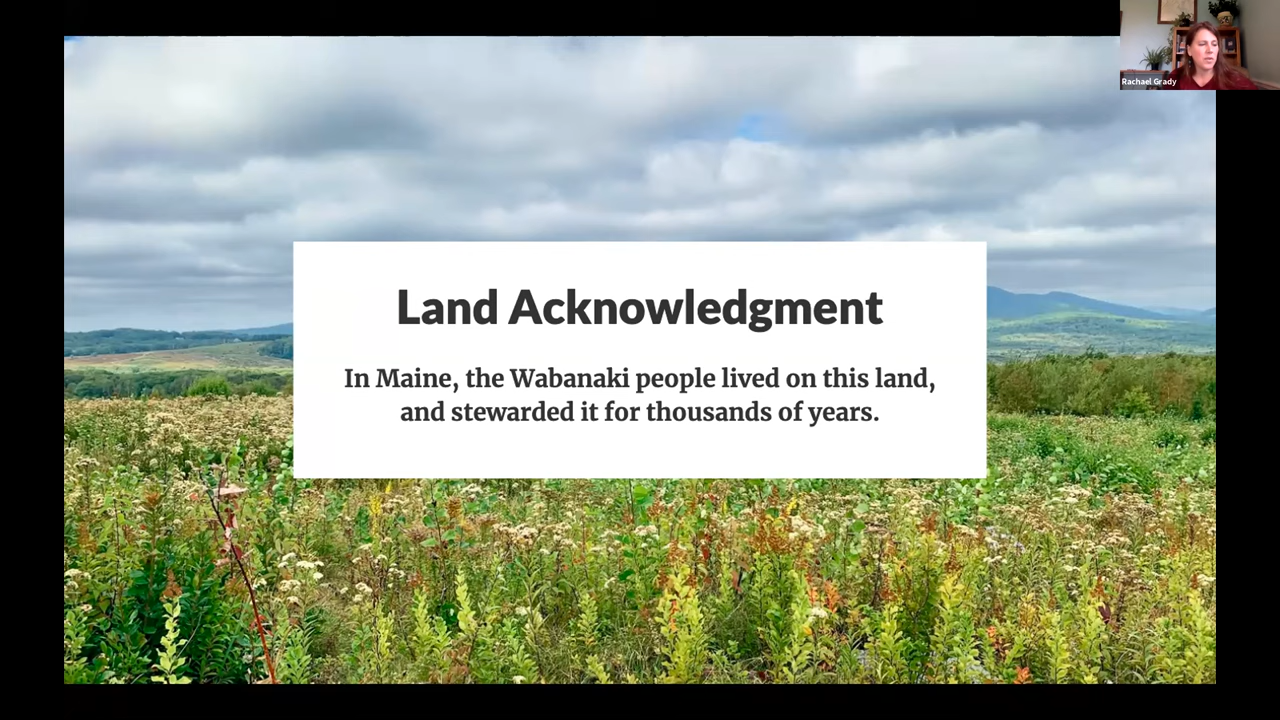 Rachael Grady
Land Acknowledgment
In Maine, the Wabanaki people lived on this land,
and stewarded it for thousands of years.